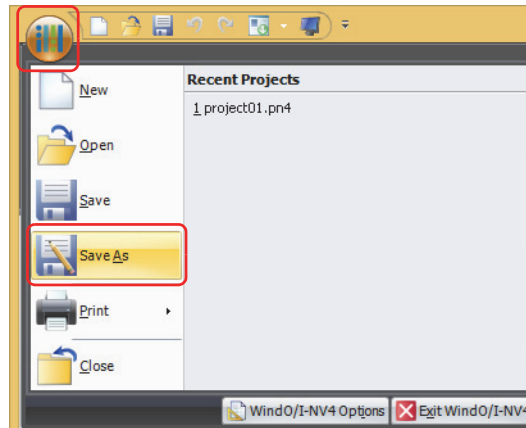 New
Open
Save
Save As
Print
Close
Recent Projects
1 project01.pn4
WindO/I-NV4 Options
Exit WindO/I-NV4